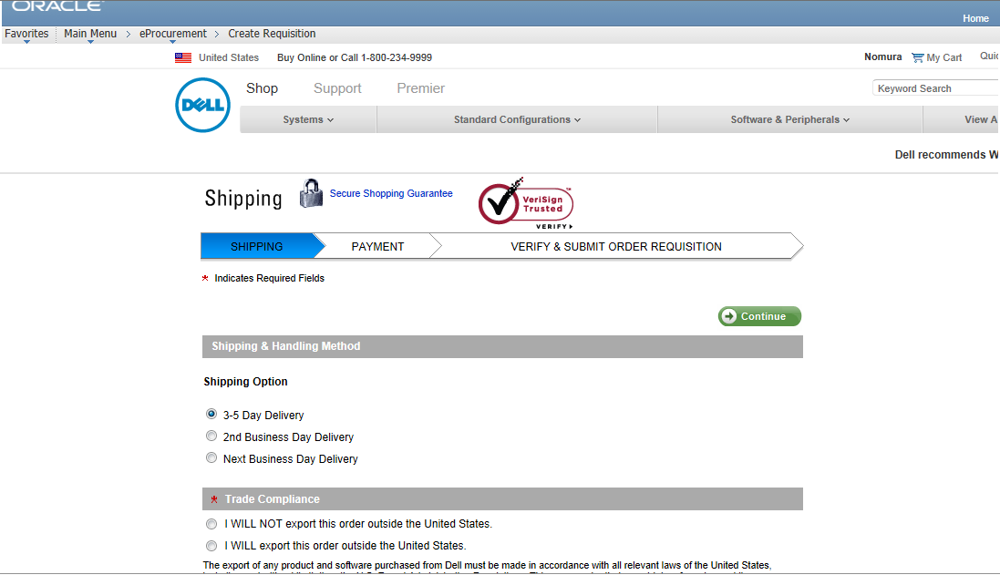 ORACLE
Home
Favorites Main Menu > eProcurement > Create Requisition
United States Buy Online or Call 1-800-234-9999
Nomura My Cart
DELL
Shop Support Premier
Keyword Search
Systems Standard Configurations Software & Peripherals View A
Dell recommends W
Shipping
Secure Shopping Guarantee
VeriSign
Trusted
VERIFY
SHIPPING PAYMENT VERIFY & SUBMIT ORDER REQUISITION
* Indicates Required Fields
Continue
Shipping & Handling Method
Shipping Option
3-5 Day Delivery
2nd Business Day Delivery
Next Business Day Delivery
* Trade Compliance
I WILL NOT export this order outside the United States.
I WILL export this order outside the United States.
The export of any product and software purchased from Dell must be made in accordance with all relevant laws of the United States,